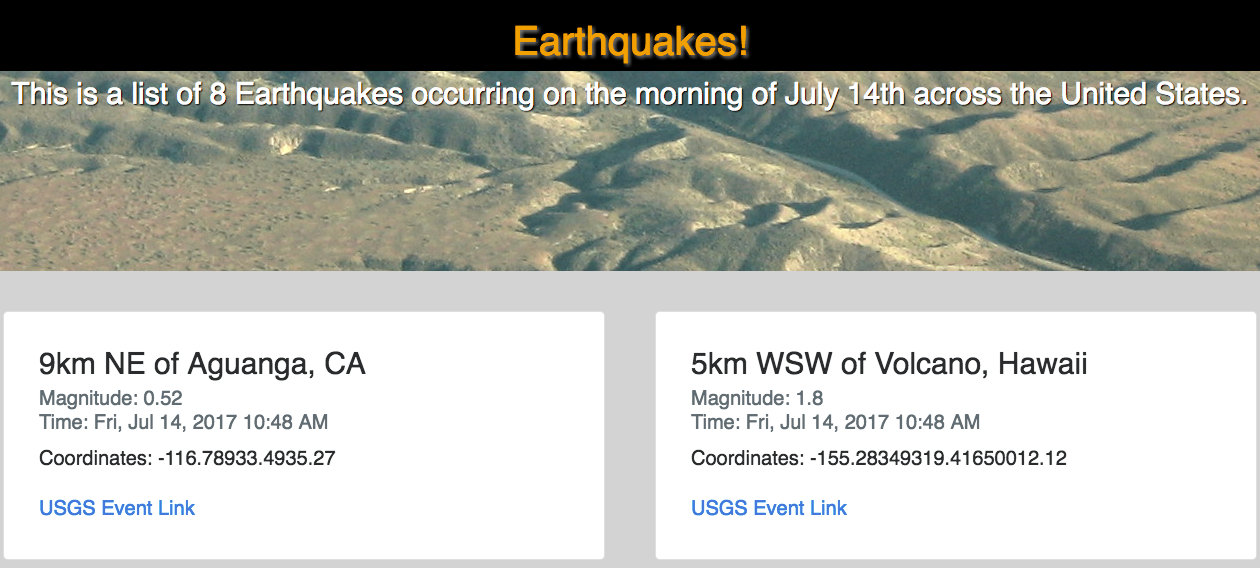 Earthquakes!
This is a list of 8 Earthquakes occurring on the morning of July 14th across the United States.
9km NE of Aguanga, CA
Magnitude: 0.52
Time: Fri, Jul 14, 2017 10:48 AM
Coordinates: -116.78933.4935.27
USGS Event Link
5km WSW of Volcano, Hawaii
Magnitude: 1.8
Time: Fri, Jul 14, 2017 10:48 AM
Coordinates: -155.28349319.41650012.12
USGS Event Link